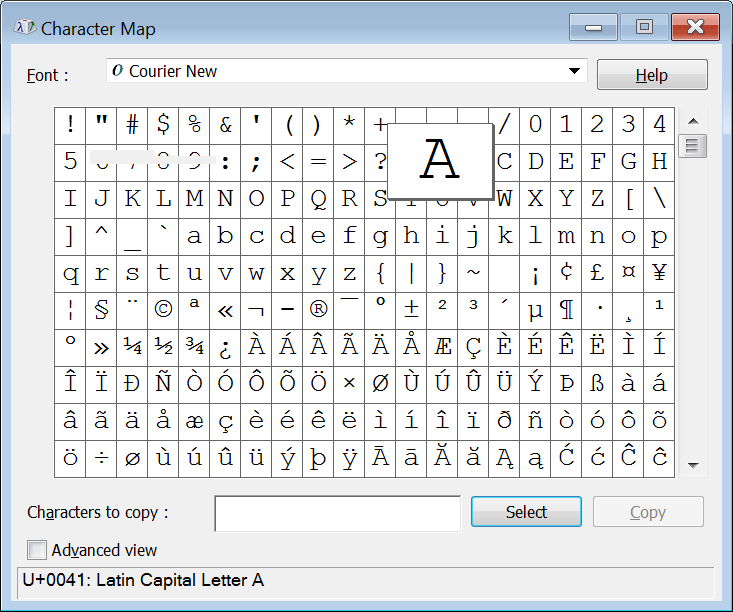 Character Map
Font : O Courier New Help
! " # $ % & ' ( ) * + / 0 1 2 3 4
A
5 : ; < = > ? C D E F G H
I J K L M N O P Q R S W X Y Z [ \
] ^ _ ` a b c d e f g h i j k l m n o p
q r s t u v w x y z { | } ~ ¡ ¢ £ ¤ ¥
¦ § ¨ © ª « ¬ - ® ¯ ° ± ² ³ ´ µ ¶ · ¸ ¹
º » ¼ ½ ¾ ¿ À Á Â Ã Ä Å Æ Ç È É Ê Ë Ì Í
Î Ï Ð Ñ Ò Ó Ô Õ Ö × Ø Ù Ú Û Ü Ý Þ ß à á
â ã ä å æ ç è é ê ë ì í î ï ð ñ ò ó ô õ
ö ÷ ø ù ú û ü ý þ ÿ Ā ā Ă ă Ą ą Ć ć Ĉ ĉ
Characters to copy : Select Copy
Advanced view
U+0041: Latin Capital Letter A